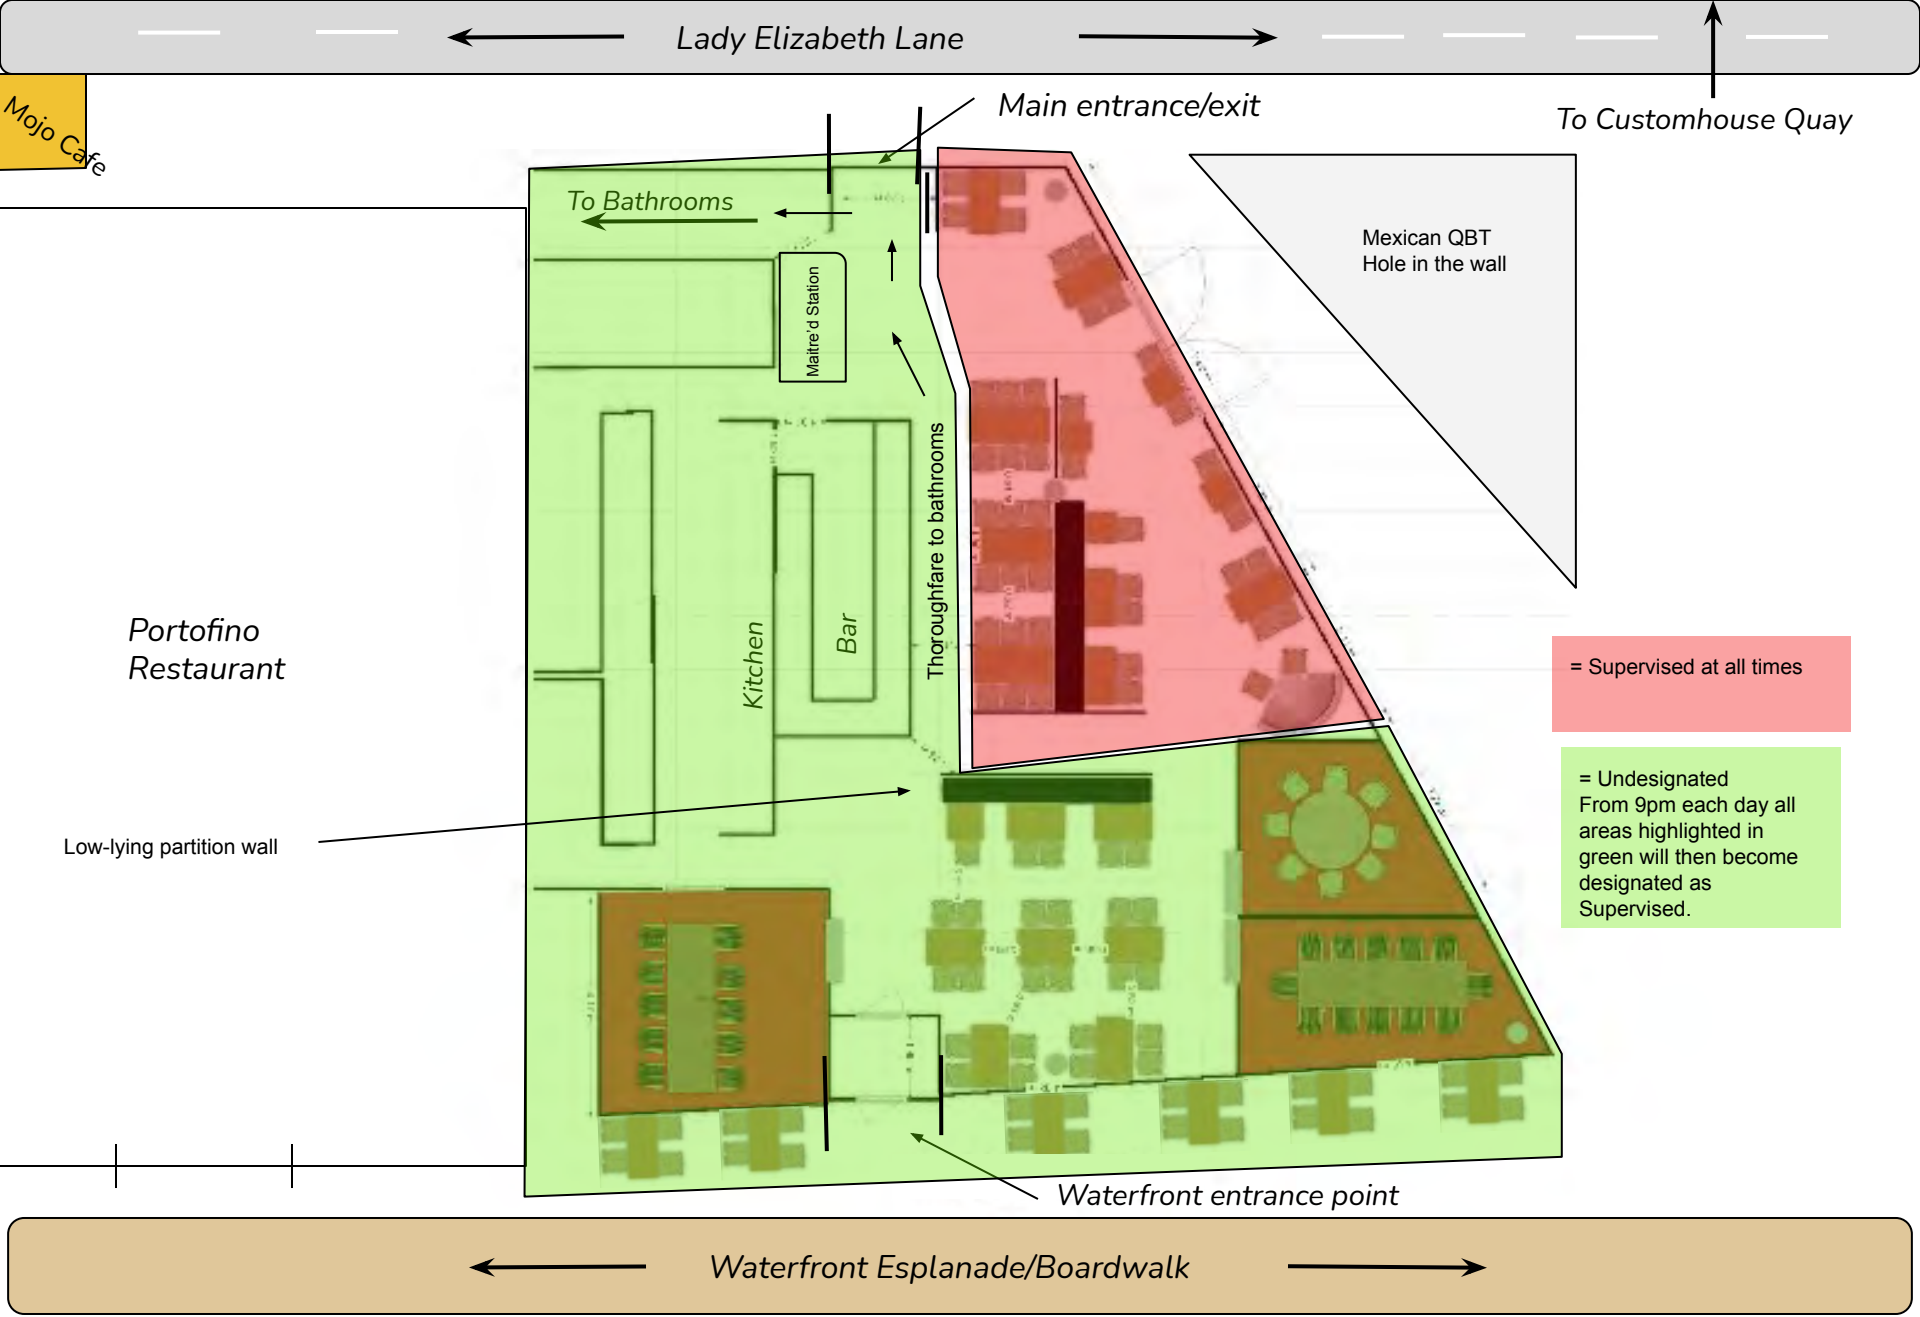 Lady Elizabeth Lane
Mojo Cafe
Main entrance/exit
To Customhouse Quay
To Bathrooms
Mexican QBT
Hole in the wall
Maitre'd Station
Thoroughfare to bathrooms
Portofino
Restaurant
Kitchen
Bar
= Supervised at all times
= Undesignated
From 9pm each day all
areas highlighted in
green will then become
designated as
Supervised.
Low-lying partition wall
Waterfront entrance point
Waterfront Esplanade/Boardwalk